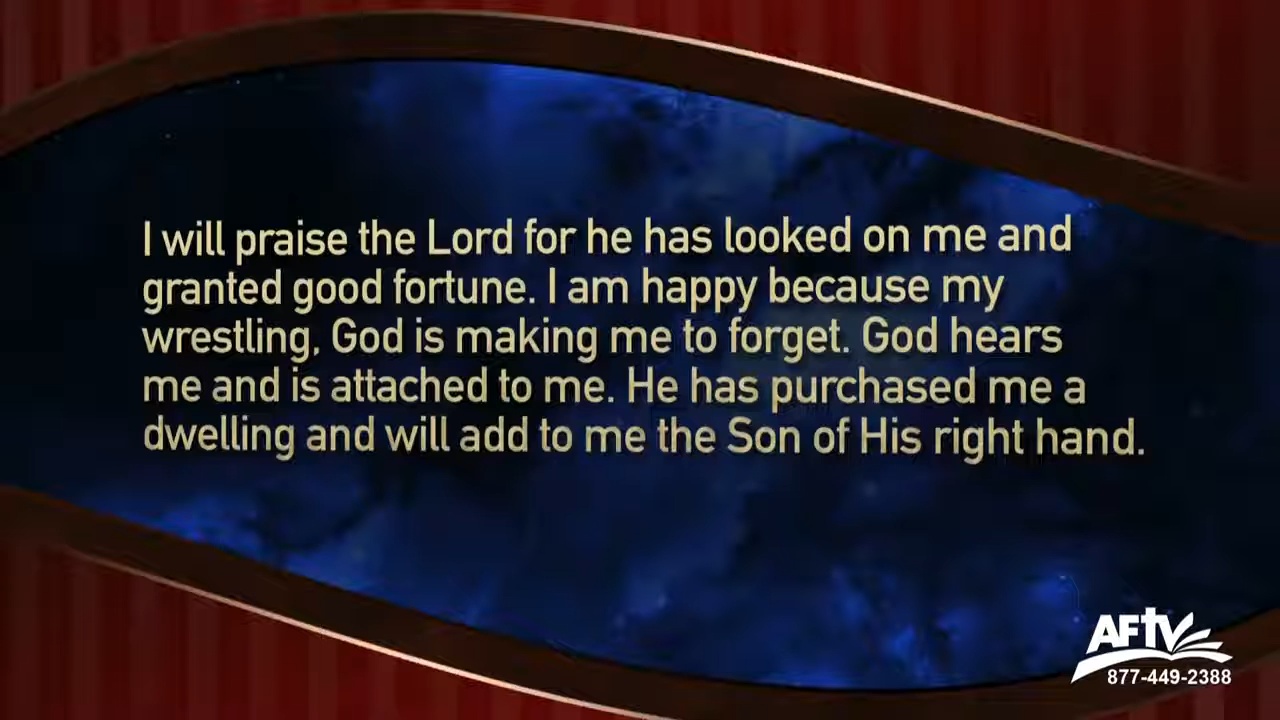 I will praise the Lord for he has looked on me and
granted good fortune. I am happy because my
wrestling, God is making me to forget. God hears
me and is attached to me. He has purchased me a
dwelling and will add to me the Son of His right hand.
AFTV
877-449-2388